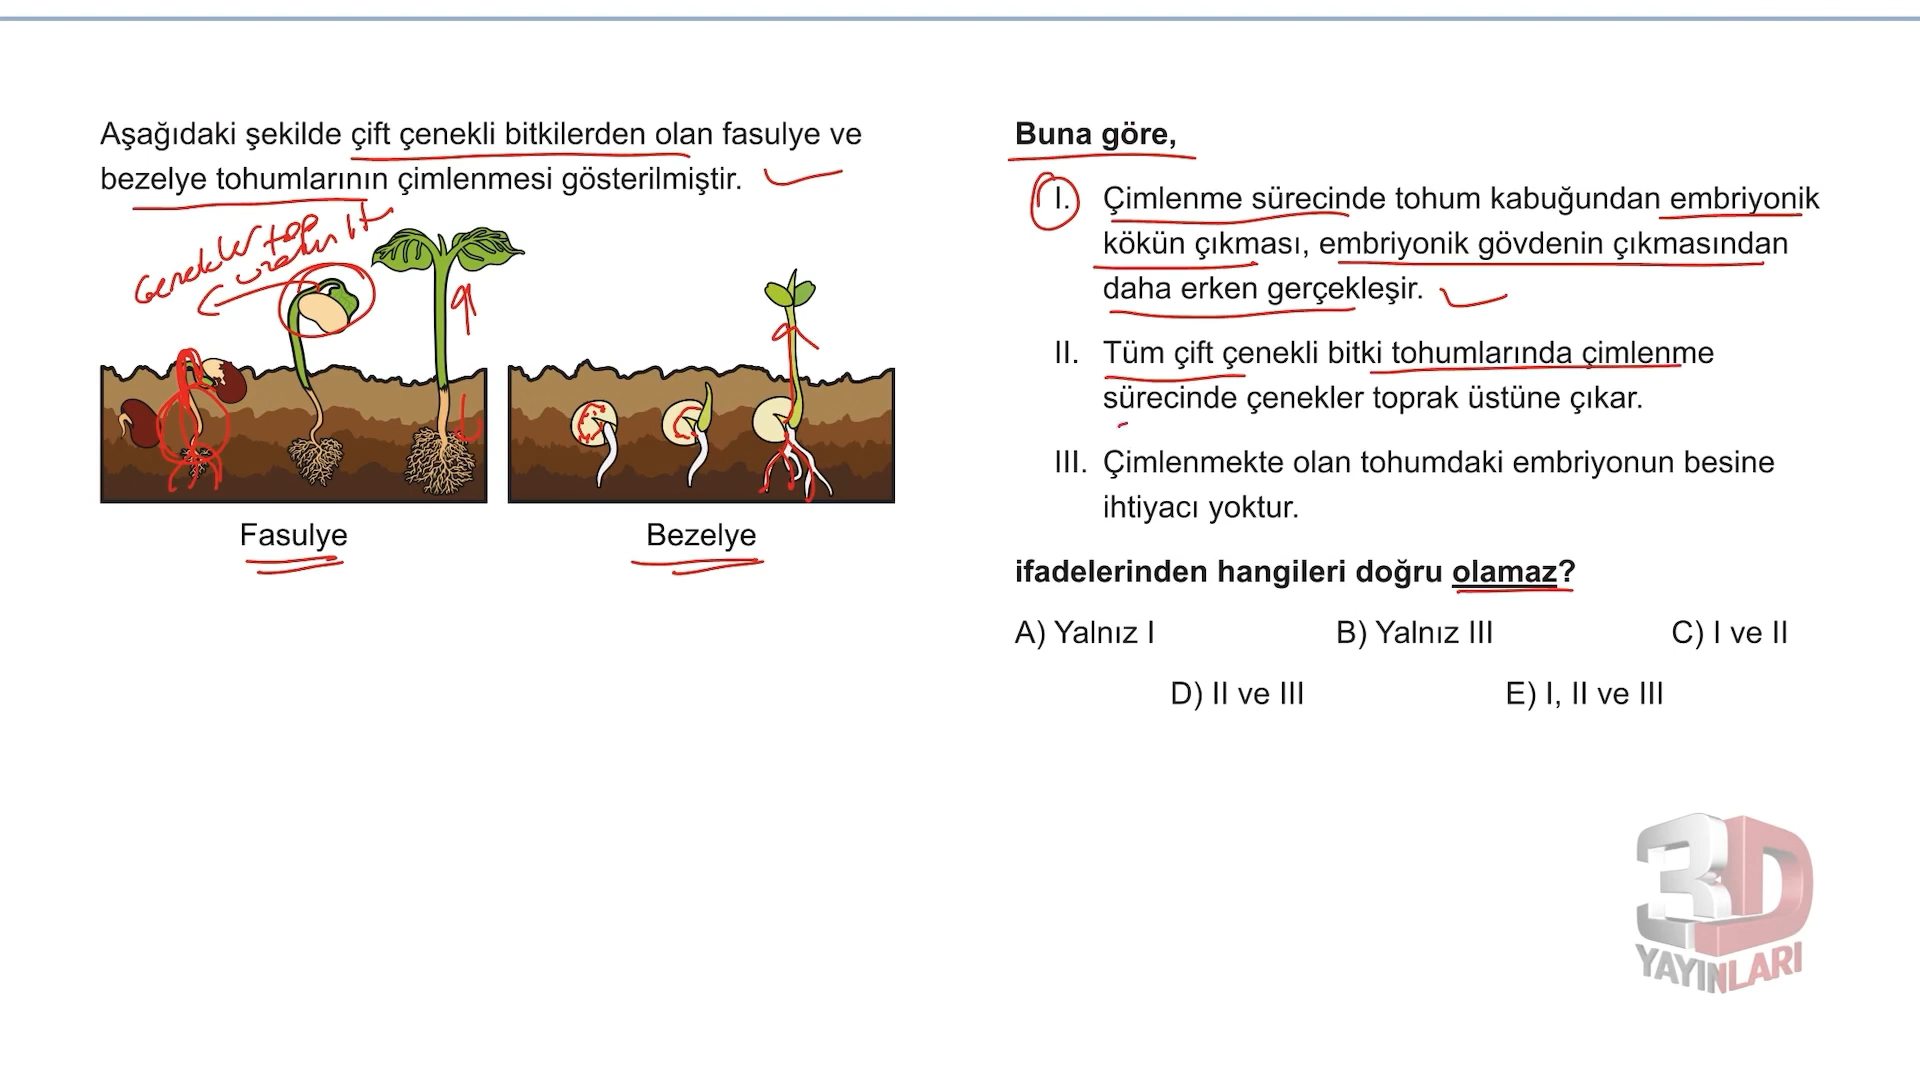 Aşağıdaki şekilde çift çenekli bitkilerden olan fasulye ve
bezelye tohumlarının çimlenmesi gösterilmiştir.
Çenekler top
üzerin
Fasulye
Bezelye
Buna göre,
I. Çimlenme sürecinde tohum kabuğundan embriyonik
kökün çıkması, embriyonik gövdenin çıkmasından
daha erken gerçekleşir.
II. Tüm çift çenekli bitki tohumlarında çimlenme
sürecinde çenekler toprak üstüne çıkar.
III. Çimlenmekte olan tohumdaki embriyonun besine
ihtiyacı yoktur.
ifadelerinden hangileri doğru olamaz?
A) Yalnız I
B) Yalnız III
C) I ve II
D) II ve III
E) I, II ve III
3D
YAYINLARI